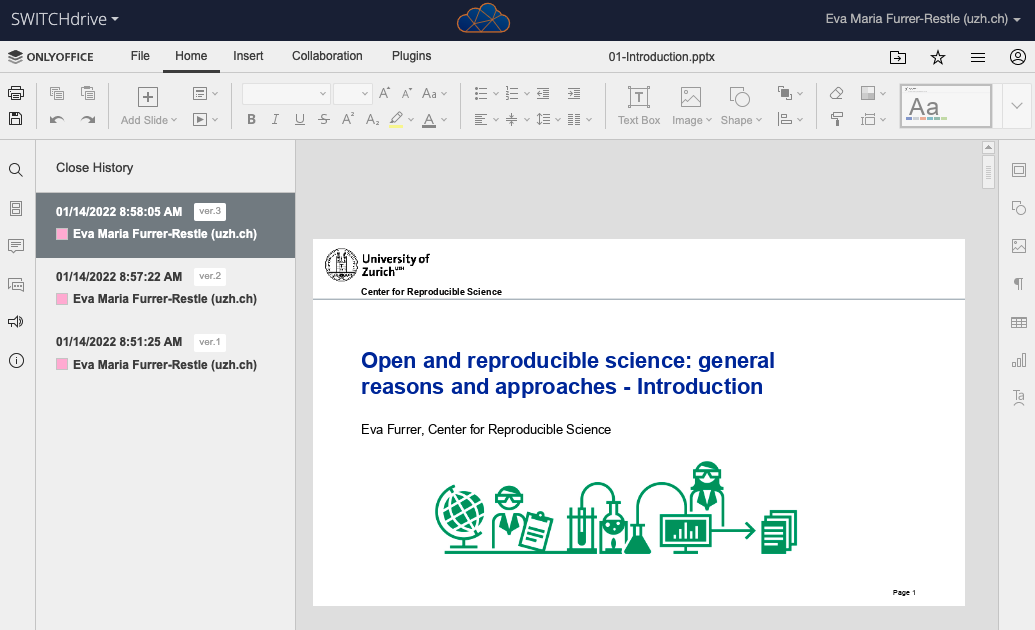 SWITCHdrive
Eva Maria Furrer-Restle (uzh.ch)
ONLYOFFICE
File
Home
Insert
Collaboration
Plugins
01-Introduction.pptx
Add Slide
B I U S A² A₂ A
A A Aa
Text Box
Image
Shape
Aa
Close History
01/14/2022 8:58:05 AM ver.3
Eva Maria Furrer-Restle (uzh.ch)
01/14/2022 8:57:22 AM ver.2
Eva Maria Furrer-Restle (uzh.ch)
01/14/2022 8:51:25 AM ver.1
Eva Maria Furrer-Restle (uzh.ch)
University of
Zurich UZH
Center for Reproducible Science
Open and reproducible science: general
reasons and approaches - Introduction
Eva Furrer, Center for Reproducible Science
Page 1
Ta